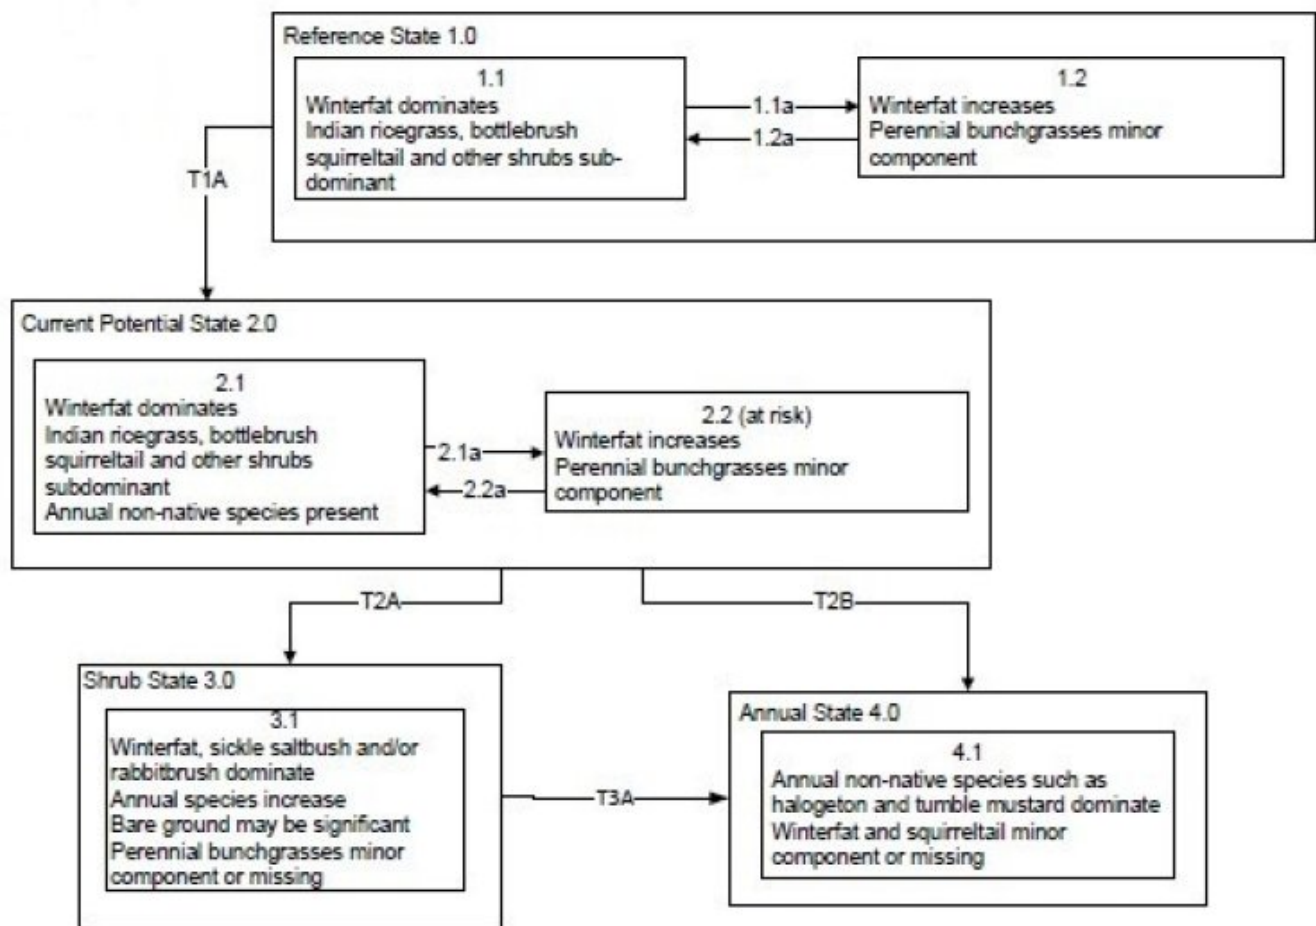 Reference State 1.0
1.1
Winterfat dominates
Indian ricegrass, bottlebrush
squirreltail and other shrubs sub-
dominant
1.1a
1.2a
1.2
Winterfat increases
Perennial bunchgrasses minor
component
T1A
Current Potential State 2.0
2.1
Winterfat dominates
Indian ricegrass, bottlebrush
squirreltail and other shrubs
subdominant
Annual non-native species present
2.1a
2.2a
2.2 (at risk)
Winterfat increases
Perennial bunchgrasses minor
component
T2A
T2B
Shrub State 3.0
3.1
Winterfat, sickle saltbush and/or
rabbitbrush dominate
Annual species increase
Bare ground may be significant
Perennial bunchgrasses minor
component or missing
T3A
Annual State 4.0
4.1
Annual non-native species such as
halogeton and tumble mustard dominate
Winterfat and squirreltail minor
component or missing